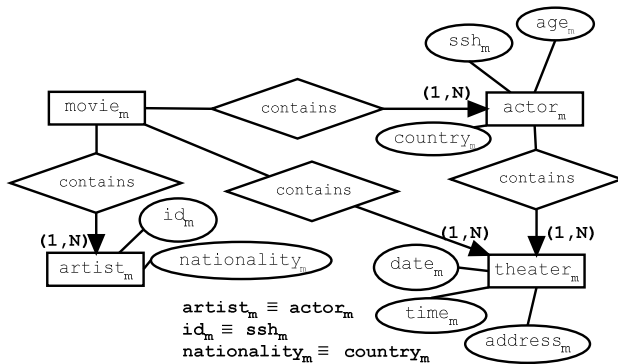 age_m
ssh_m
(1,N)
movie_m
contains
actor_m
country_m
contains
contains
contains
id_m
(1,N)
(1,N)
(1,N)
artist_m
nationality_m
date_m
theater_m
artist_m ≡ actor_m
time_m
id_m ≡ ssh_m
address_m
nationality_m ≡ country_m